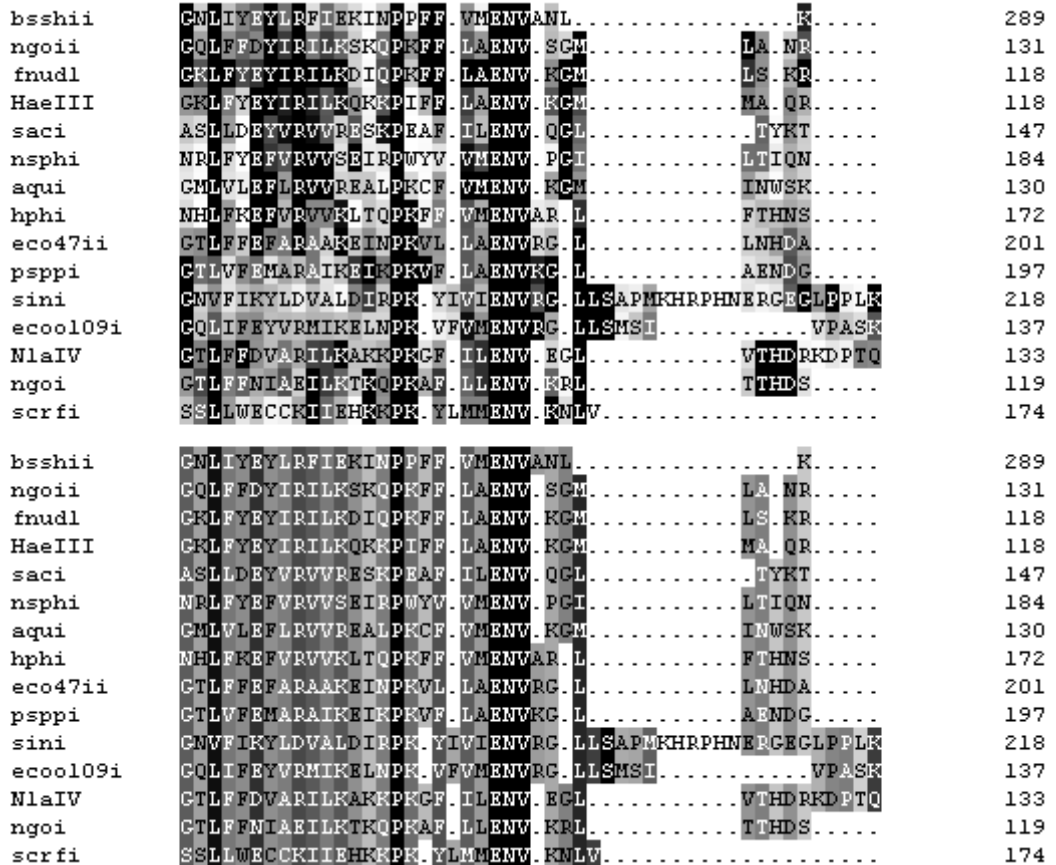 bsshii GNLIYEYLRFIEKINPPFF.VMENVANL................K..... 289
ngoii GQLFFDYIRILKSKQPKFF.LAENV.SGM...........LA.NR..... 131
fnudl GKLFYEYIRILKDIQPKFF.LAENV.KGM...........LS.KR..... 118
HaeIII GKLFYEYIRILKQKKPIFF.LAENV.KGM...........MA.QR..... 118
saci ASLLDEYVRVVRESKPEAF.ILENV.QGL............TYKT..... 147
nsphi NRLFYEFVRVVSEIRPWYV.VMENV.PGI...........LTIQN..... 184
aqui GMLVLEFLRVVREALPKCF.VMENV.KGM...........INWSK..... 130
hphi NHLFKEFVRVVKLTQPKFF.VMENVAR.L...........FTHNS..... 172
eco47ii GTLFFEFARAAKEINPKVL.LAENVRG.L...........LNHDA..... 201
psppi GTLVFEMARAIKEIKPKVF.LAENVKG.L...........AENDG..... 197
sini GNVFIKYLDVALDIRPK.YIVIENVRG.LLSAPMKHRPHNERGEGLPPLK 218
ecool09i GQLIFEYVRMIKELNPK.VFVMENVRG.LLSMSI...........VPASK 137
NlaIV GTLFFDVARILKAKKPKGF.ILENV.EGL...........VTHDRKDPTQ 133
ngoi GTLFFNIAEILKTKQPKAF.LLENV.KRL...........TTHDS..... 119
scrfi SSLLWECCKIIEHKKPK.YLMMENV.KNLV.................... 174
bsshii GNLIYEYLRFIEKINPPFF.VMENVANL................K..... 289
ngoii GQLFFDYIRILKSKQPKFF.LAENV.SGM...........LA.NR..... 131
fnudl GKLFYEYIRILKDIQPKFF.LAENV.KGM...........LS.KR..... 118
HaeIII GKLFYEYIRILKQKKPIFF.LAENV.KGM...........MA.QR..... 118
saci ASLLDEYVRVVRESKPEAF.ILENV.QGL............TYKT..... 147
nsphi NRLFYEFVRVVSEIRPWYV.VMENV.PGI...........LTIQN..... 184
aqui GMLVLEFLRVVREALPKCF.VMENV.KGM...........INWSK..... 130
hphi NHLFKEFVRVVKLTQPKFF.VMENVAR.L...........FTHNS..... 172
eco47ii GTLFFEFARAAKEINPKVL.LAENVRG.L...........LNHDA..... 201
psppi GTLVFEMARAIKEIKPKVF.LAENVKG.L...........AENDG..... 197
sini GNVFIKYLDVALDIRPK.YIVIENVRG.LLSAPMKHRPHNERGEGLPPLK 218
ecool09i GQLIFEYVRMIKELNPK.VFVMENVRG.LLSMSI...........VPASK 137
NlaIV GTLFFDVARILKAKKPKGF.ILENV.EGL...........VTHDRKDPTQ 133
ngoi GTLFFNIAEILKTKQPKAF.LLENV.KRL...........TTHDS..... 119
scrfi SSLLWECCKIIEHKKPK.YLMMENV.KNLV.................... 174